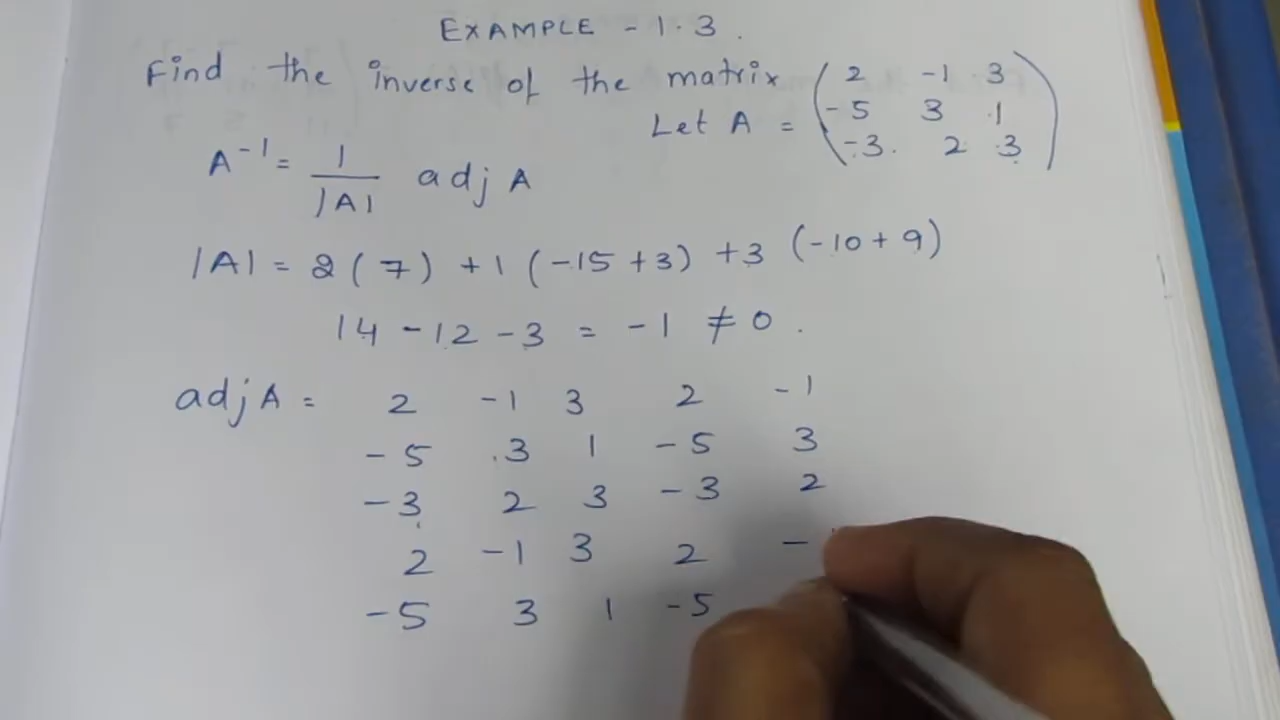 EXAMPLE - 1.3.
Find the inverse of the matrix
Let A = ( 2 -1 3
-5 3 1
-3 2 3 )
A^-1 = 1/|A| adj A
|A| = 2(7) +1(-15+3) +3(-10+9)
14 -12 -3 = -1 ≠ 0.
adj A = 2 -1 3 2 -1
-5 3 1 -5 3
-3 2 3 -3 2
2 -1 3 2 -
-5 3 1 -5